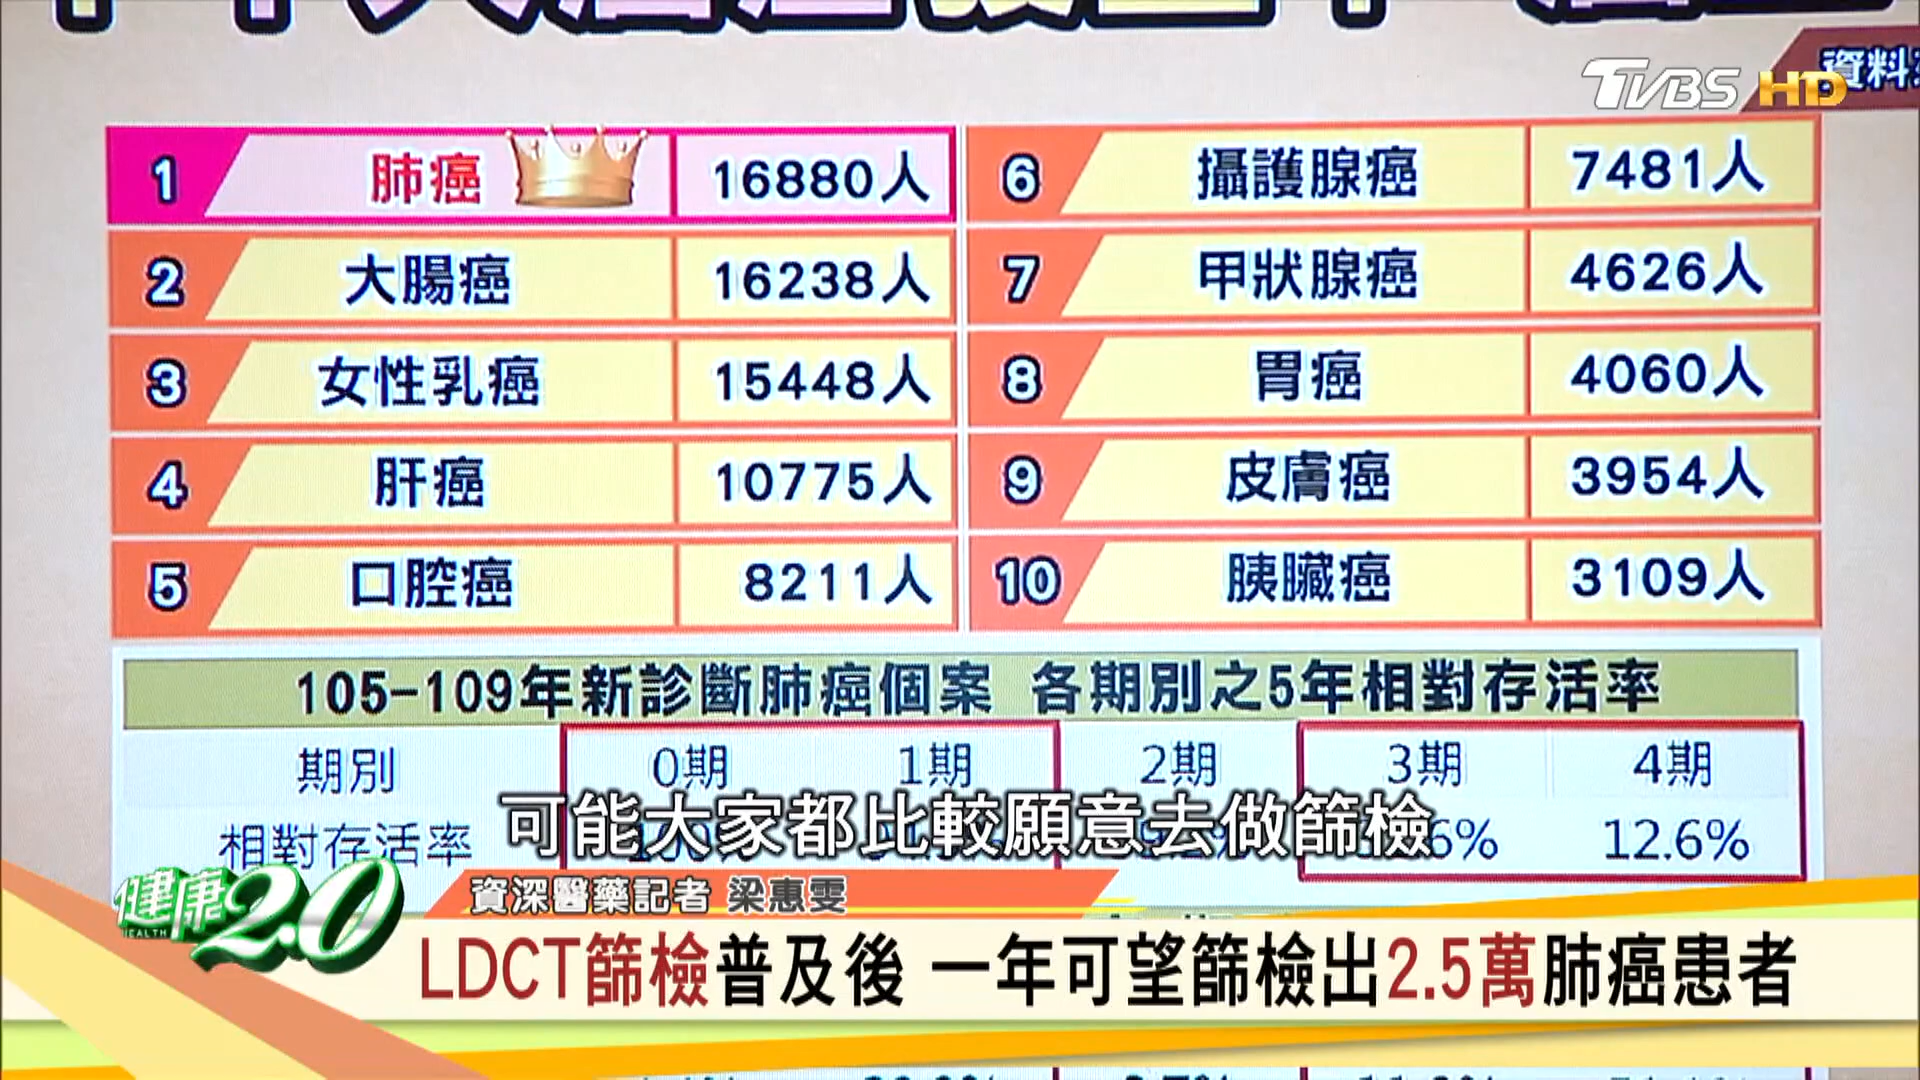 資料
TVBS HD
1 肺癌 16880人
2 大腸癌 16238人
3 女性乳癌 15448人
4 肝癌 10775人
5 口腔癌 8211人
6 攝護腺癌 7481人
7 甲狀腺癌 4626人
8 胃癌 4060人
9 皮膚癌 3954人
10 胰臟癌 3109人
105-109年新診斷肺癌個案 各期別之5年相對存活率
期別 0期 1期 2期 3期 4期
相對存活率 12.6%
可能大家都比較願意去做篩檢
健康2.0
HEALTH
資深醫藥記者 梁惠雯
LDCT篩檢普及後 一年可望篩檢出2.5萬肺癌患者